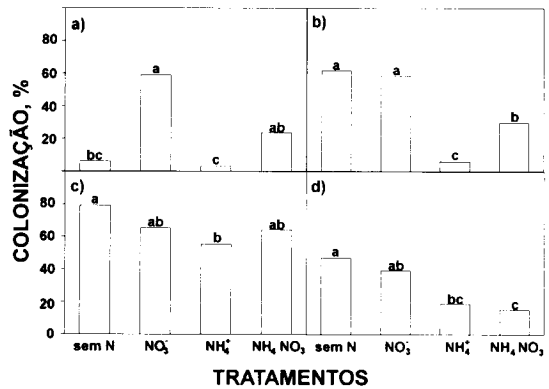 a)
b)
60
40
20
a
a
a
ab
b
bc
c
c
COLONIZAÇÃO, %
c)
d)
80
60
40
20
0
a
ab
b
ab
a
ab
bc
c
sem N NO₃⁻ NH₄⁺ NH₄ NO₃ sem N NO₃⁻ NH₄⁺ NH₄ NO₃
TRATAMENTOS